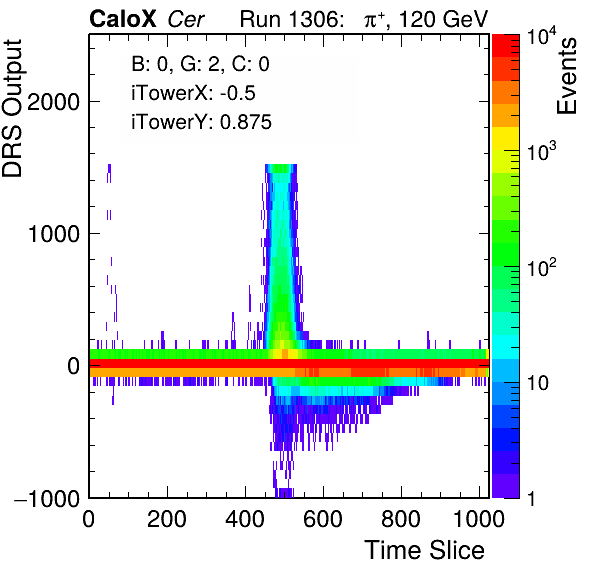 CaloX Cer Run 1306: π⁺, 120 GeV
B: 0, G: 2, C: 0
iTowerX: -0.5
iTowerY: 0.875
DRS Output
2000
1000
0
−1000
0 200 400 600 800 1000
Time Slice
Events
10⁴
10³
10²
10
1